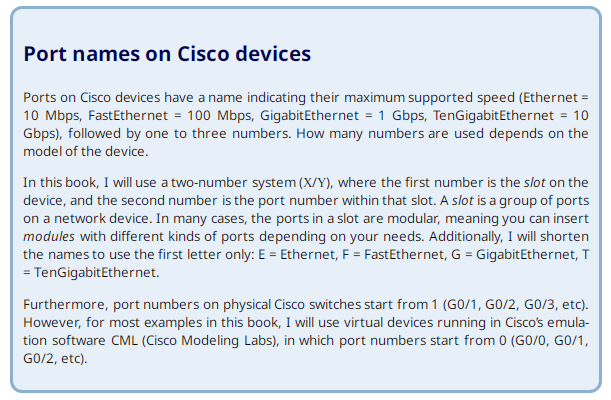 Port names on Cisco devices
Ports on Cisco devices have a name indicating their maximum supported speed (Ethernet =
10 Mbps, FastEthernet = 100 Mbps, GigabitEthernet = 1 Gbps, TenGigabitEthernet = 10
Gbps), followed by one to three numbers. How many numbers are used depends on the
model of the device.
In this book, I will use a two-number system (X/Y), where the first number is the slot on the
device, and the second number is the port number within that slot. A slot is a group of ports
on a network device. In many cases, the ports in a slot are modular, meaning you can insert
modules with different kinds of ports depending on your needs. Additionally, I will shorten
the names to use the first letter only: E = Ethernet, F = FastEthernet, G = GigabitEthernet, T
= TenGigabitEthernet.
Furthermore, port numbers on physical Cisco switches start from 1 (G0/1, G0/2, G0/3, etc).
However, for most examples in this book, I will use virtual devices running in Cisco's emula-
tion software CML (Cisco Modeling Labs), in which port numbers start from 0 (G0/0, G0/1,
G0/2, etc).